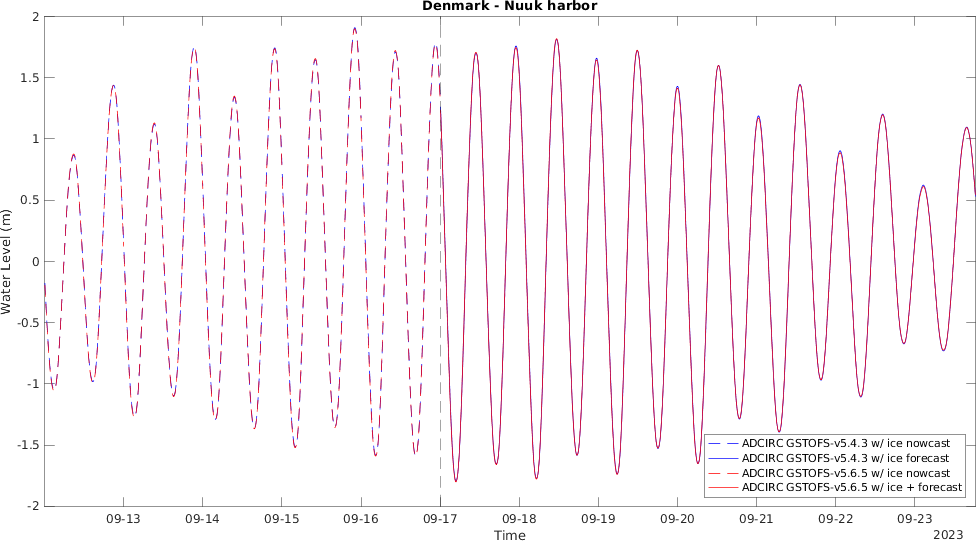 Denmark - Nuuk harbor
2
1.5
1
0.5
0
-0.5
-1
-1.5
-2
Water Level (m)
09-13 09-14 09-15 09-16 09-17 09-18 09-19 09-20 09-21 09-22 09-23
Time
2023
ADCIRC GSTOFS-v5.4.3 w/ ice nowcast
ADCIRC GSTOFS-v5.4.3 w/ ice forecast
ADCIRC GSTOFS-v5.6.5 w/ ice nowcast
ADCIRC GSTOFS-v5.6.5 w/ ice + forecast